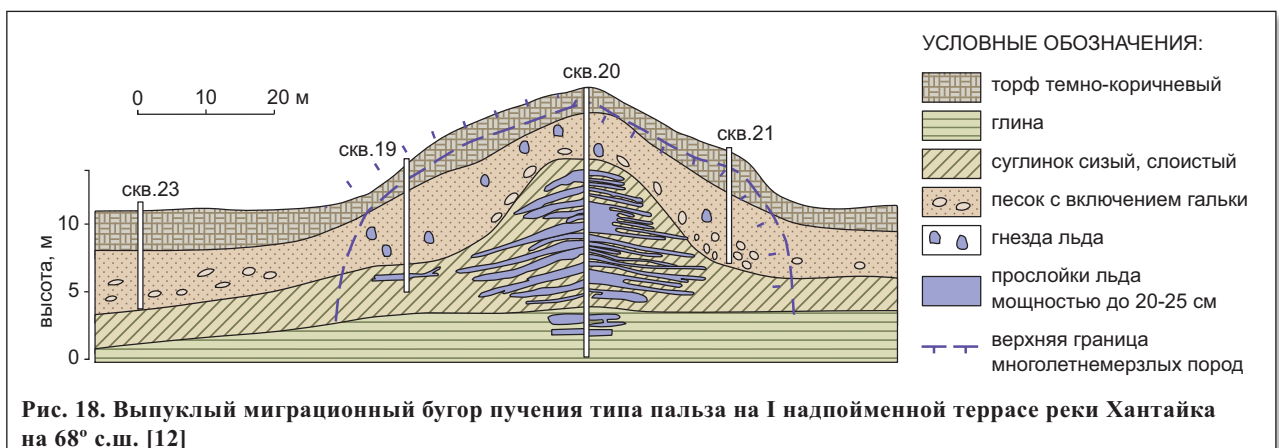 скв.20
0 10 20 м
скв.21
скв.19
скв.23
10
5
0
высота, м
УСЛОВНЫЕ ОБОЗНАЧЕНИЯ:
торф темно-коричневый
глина
суглинок сизый, слоистый
песок с включением гальки
гнезда льда
прослойки льда
мощностью до 20-25 см
верхняя граница
многолетнемерзлых пород
Рис. 18. Выпуклый миграционный бугор пучения типа пальза на I надпойменной террасе реки Хантайка
на 68º с.ш. [12]